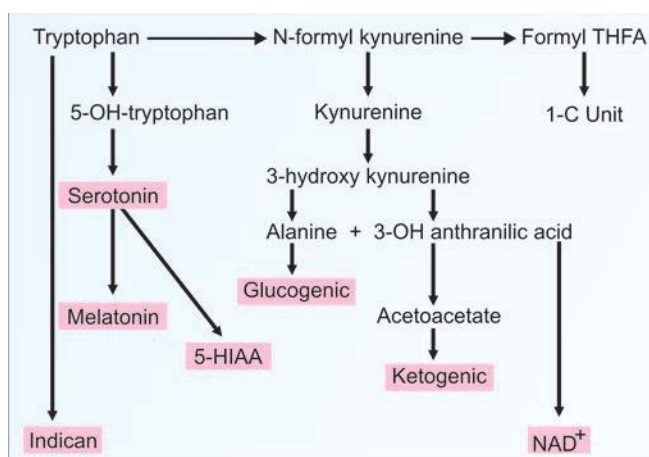 Tryptophan N-formyl kynurenine Formyl THFA
5-OH-tryptophan Kynurenine 1-C Unit
3-hydroxy kynurenine
Serotonin
Alanine + 3-OH anthranilic acid
Glucogenic
Melatonin Acetoacetate
5-HIAA
Ketogenic
Indican NAD+